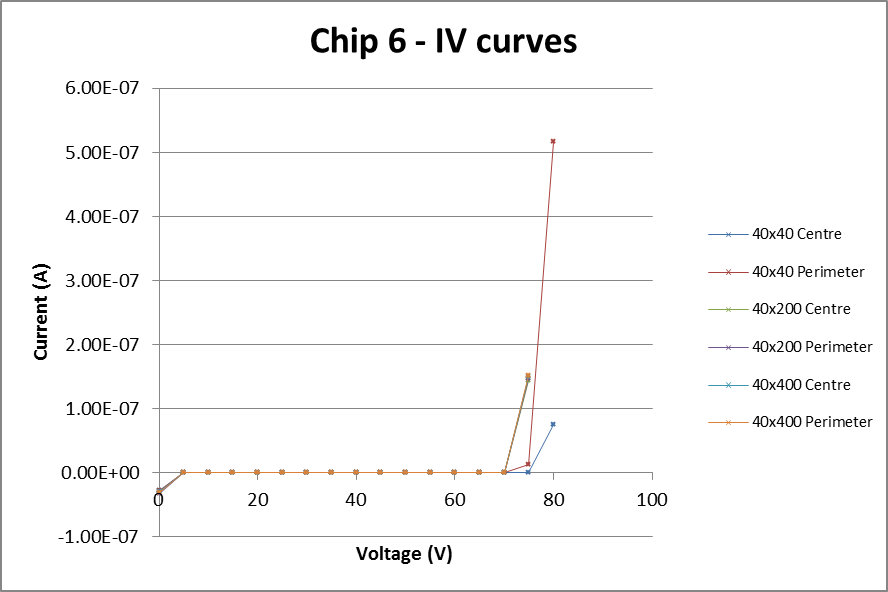 Chip 6 - IV curves
6.00E-07
5.00E-07
4.00E-07
3.00E-07
2.00E-07
1.00E-07
0.00E+00
-1.00E-07
0
20
40
60
80
100
Current (A)
Voltage (V)
40x40 Centre
40x40 Perimeter
40x200 Centre
40x200 Perimeter
40x400 Centre
40x400 Perimeter